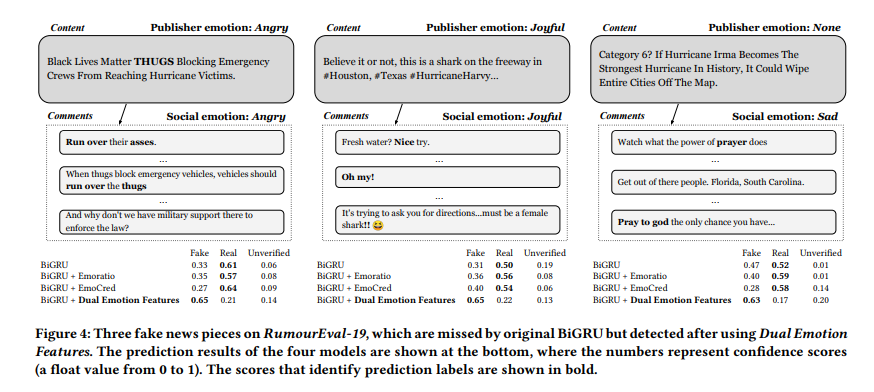 Content Publisher emotion: Angry
Black Lives Matter THUGS Blocking Emergency
Crews From Reaching Hurricane Victims.
Comments Social emotion: Angry
Run over their asses.
...
When thugs block emergency vehicles, vehicles should
run over the thugs
...
And why don't we have military support there to
enforce the law?
Fake Real Unverified
BiGRU 0.33 0.61 0.06
BiGRU + Emoratio 0.35 0.57 0.08
BiGRU + EmoCred 0.27 0.64 0.09
BiGRU + Dual Emotion Features 0.65 0.21 0.14
Content Publisher emotion: Joyful
Believe it or not, this is a shark on the freeway in
#Houston, #Texas #HurricaneHarvy...
Comments Social emotion: Joyful
Fresh water? Nice try.
...
Oh my!
...
It's trying to ask you for directions...must be a female
shark!! 😂
Fake Real Unverified
BiGRU 0.31 0.50 0.19
BiGRU + Emoratio 0.36 0.56 0.08
BiGRU + EmoCred 0.40 0.54 0.06
BiGRU + Dual Emotion Features 0.65 0.22 0.13
Content Publisher emotion: None
Category 6? If Hurricane Irma Becomes The
Strongest Hurricane In History, It Could Wipe
Entire Cities Off The Map.
Comments Social emotion: Sad
Watch what the power of prayer does
...
Get out of there people. Florida, South Carolina.
...
Pray to god the only chance you have...
Fake Real Unverified
BiGRU 0.47 0.52 0.01
BiGRU + Emoratio 0.40 0.59 0.01
BiGRU + EmoCred 0.28 0.58 0.14
BiGRU + Dual Emotion Features 0.63 0.17 0.20
Figure 4: Three fake news pieces on RumourEval-19, which are missed by original BiGRU but detected after using Dual Emotion
Features. The prediction results of the four models are shown at the bottom, where the numbers represent confidence scores
(a float value from 0 to 1). The scores that identify prediction labels are shown in bold.